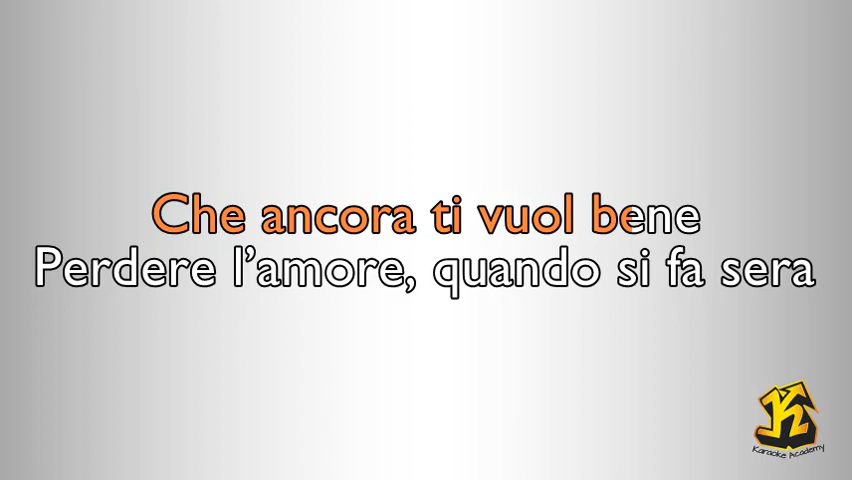 Che ancora ti vuol bene
Perdere l'amore, quando si fa sera
K
Karaoke Academy